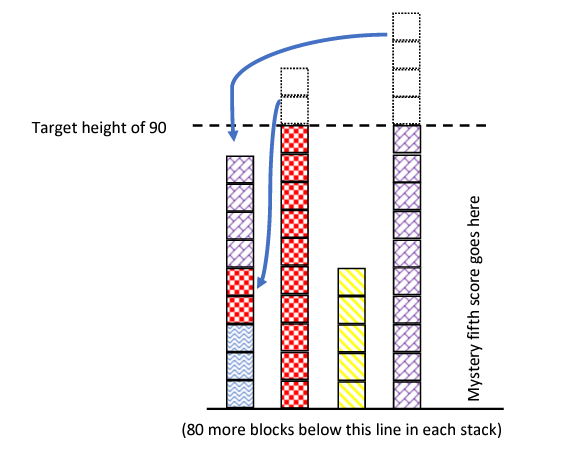 Target height of 90
Mystery fifth score goes here
(80 more blocks below this line in each stack)